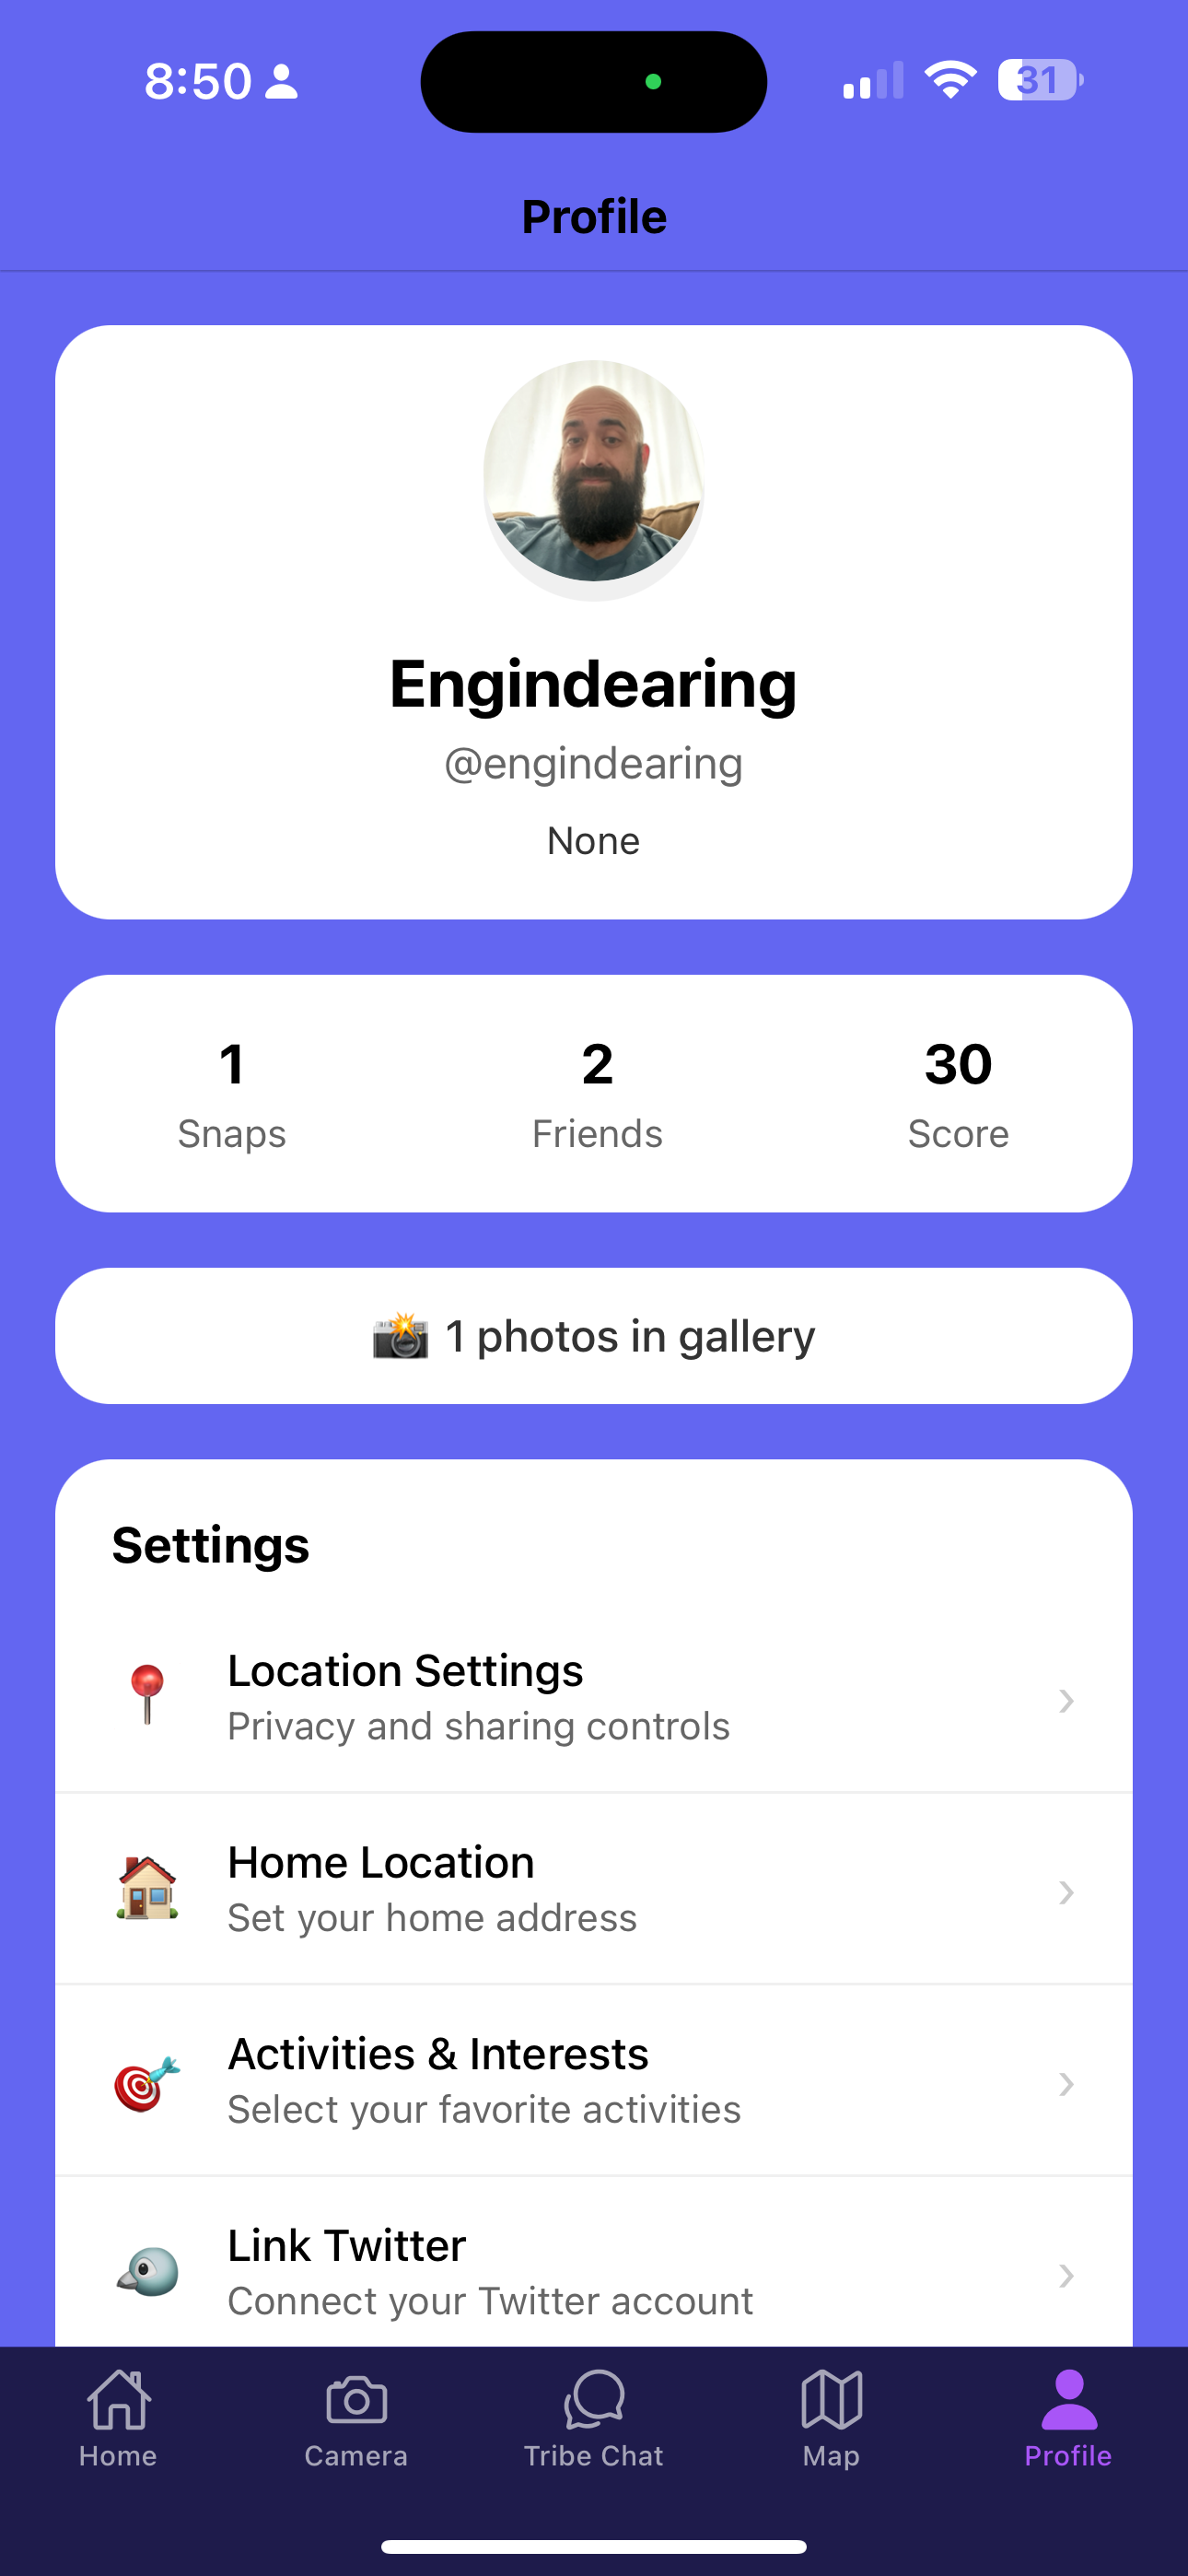 8:50
31
Profile
Engindearing
@engindearing
None
1
Snaps
2
Friends
30
Score
1 photos in gallery
Settings
Location Settings
Privacy and sharing controls
Home Location
Set your home address
Activities & Interests
Select your favorite activities
Link Twitter
Connect your Twitter account
Home
Camera
Tribe Chat
Map
Profile